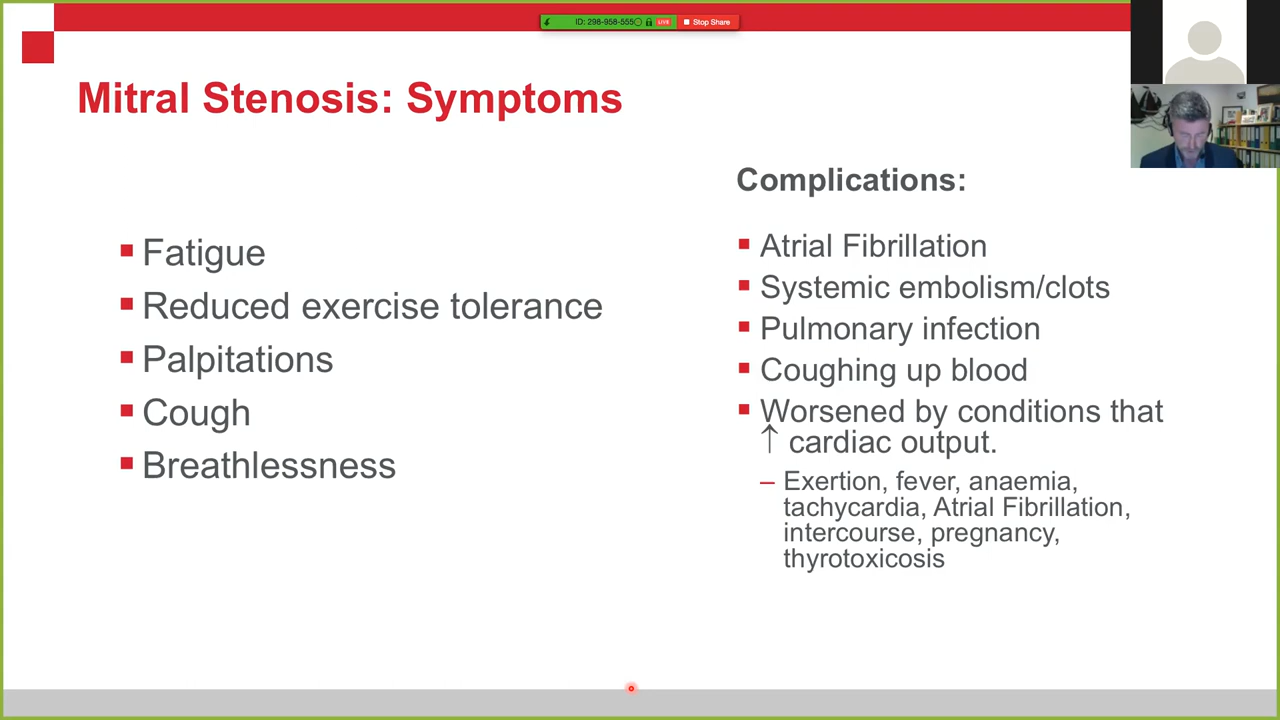 ID: 298-958-555
LIVE
Stop Share
Mitral Stenosis: Symptoms
Fatigue
Reduced exercise tolerance
Palpitations
Cough
Breathlessness
Complications:
Atrial Fibrillation
Systemic embolism/clots
Pulmonary infection
Coughing up blood
Worsened by conditions that
↑ cardiac output.
– Exertion, fever, anaemia,
tachycardia, Atrial Fibrillation,
intercourse, pregnancy,
thyrotoxicosis